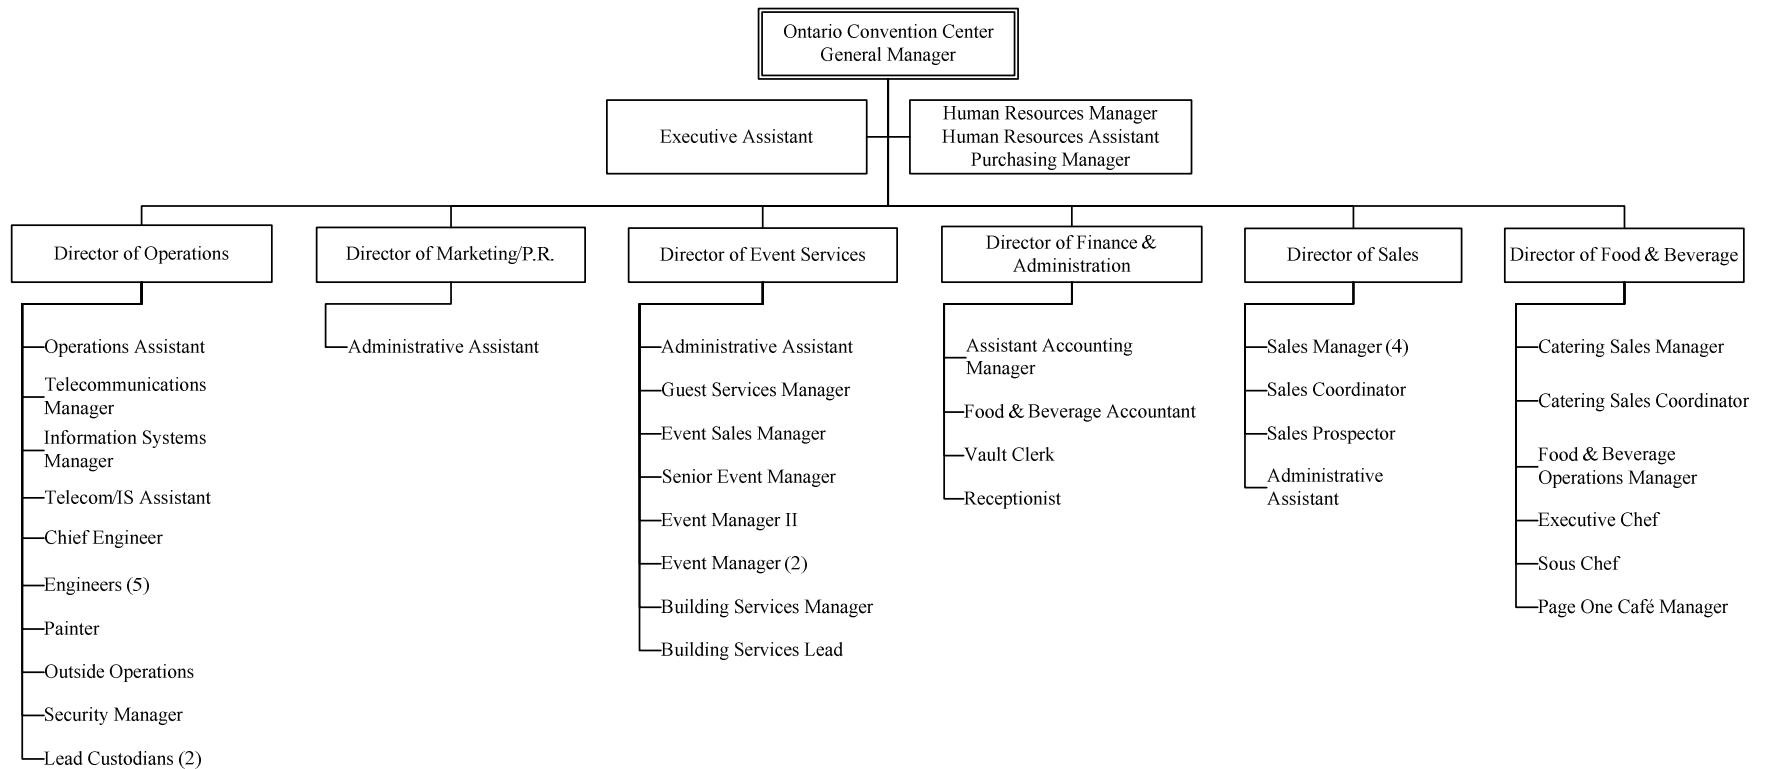 Ontario Convention Center
General Manager
Executive Assistant
Human Resources Manager
Human Resources Assistant
Purchasing Manager
Director of Operations
Operations Assistant
Telecommunications
Manager
Information Systems
Manager
Telecom/IS Assistant
Chief Engineer
Engineers (5)
Painter
Outside Operations
Security Manager
Lead Custodians (2)
Director of Marketing/P.R.
Administrative Assistant
Director of Event Services
Administrative Assistant
Guest Services Manager
Event Sales Manager
Senior Event Manager
Event Manager II
Event Manager (2)
Building Services Manager
Building Services Lead
Director of Finance &
Administration
Assistant Accounting
Manager
Food & Beverage Accountant
Vault Clerk
Receptionist
Director of Sales
Sales Manager (4)
Sales Coordinator
Sales Prospector
Administrative
Assistant
Director of Food & Beverage
Catering Sales Manager
Catering Sales Coordinator
Food & Beverage
Operations Manager
Executive Chef
Sous Chef
Page One Café Manager